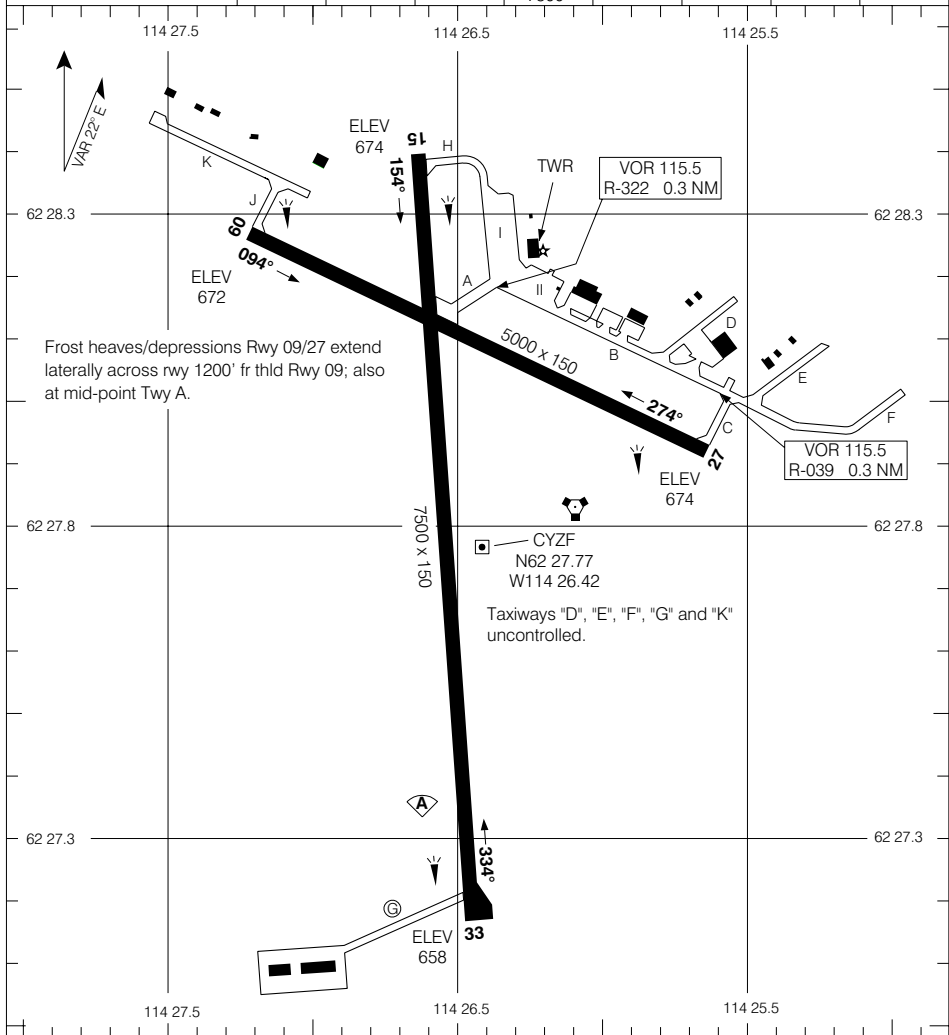 114 27.5
114 26.5
114 25.5
VAR 22° E
K
J
ELEV
674
15
154°
H
TWR
VOR 115.5
R-322 0.3 NM
62 28.3
62 28.3
I
09
094°
ELEV
672
A
II
B
D
E
F
C
5000 x 150
274°
27
ELEV
674
VOR 115.5
R-039 0.3 NM
Frost heaves/depressions Rwy 09/27 extend
laterally across rwy 1200' fr thld Rwy 09; also
at mid-point Twy A.
62 27.8
62 27.8
7500 x 150
CYZF
N62 27.77
W114 26.42
Taxiways "D", "E", "F", "G" and "K"
uncontrolled.
A
62 27.3
62 27.3
334°
G
ELEV
658
33
114 27.5
114 26.5
114 25.5